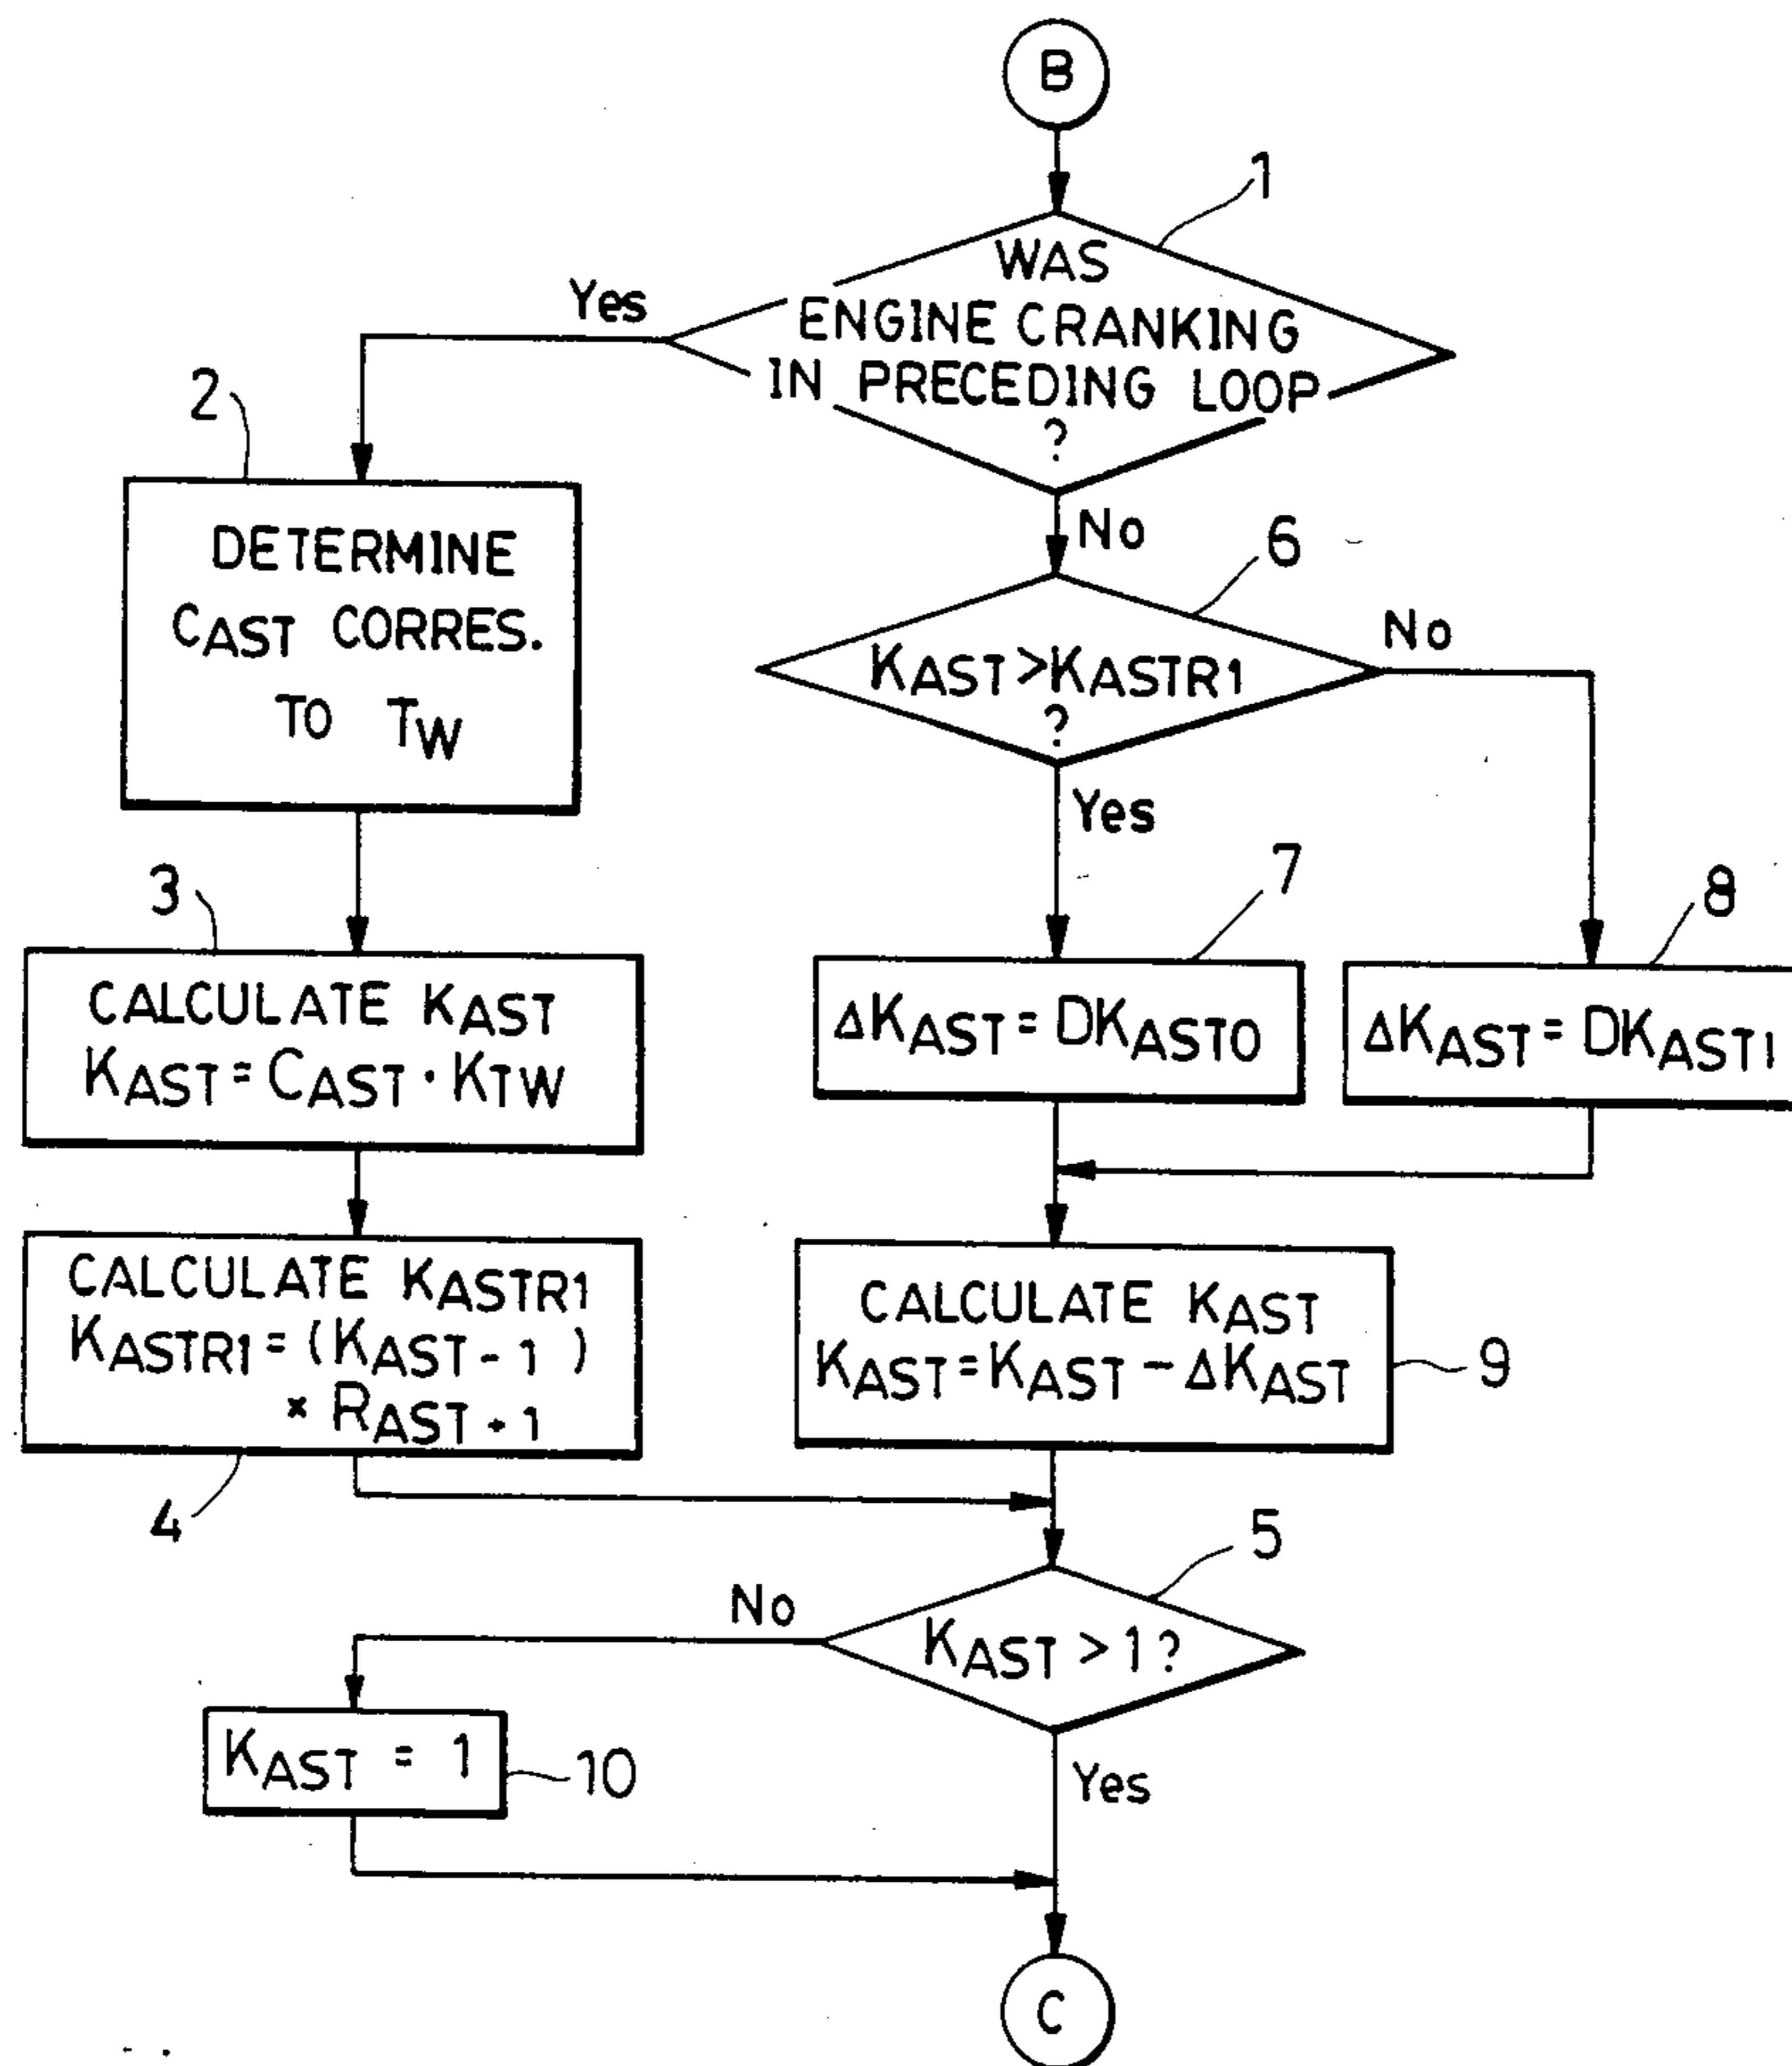 B
1
WAS
ENGINE CRANKING
IN PRECEDING LOOP
?
Yes
No
2
DETERMINE
CAST CORRES.
TO TW
6
KAST>KASTR1
?
No
Yes
3
CALCULATE KAST
KAST=CAST·KTW
7
ΔKAST=DKAST0
8
ΔKAST=DKAST1
CALCULATE KASTR1
KASTR1=(KAST-1)
× RAST+1
4
CALCULATE KAST
KAST=KAST-ΔKAST
9
5
KAST>1?
No
Yes
KAST = 1
10
C